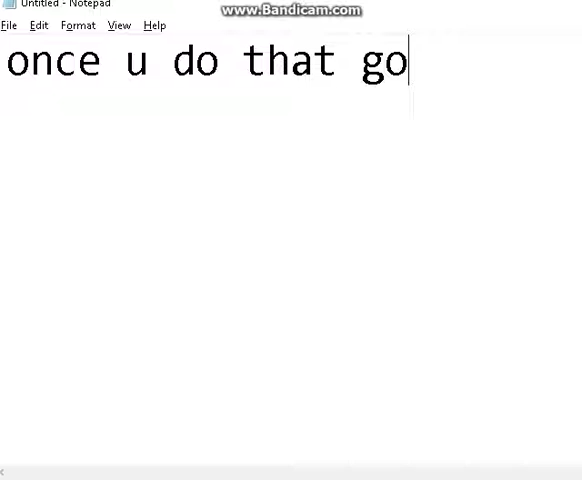 Untitled - Notepad
www.Bandicam.com
File Edit Format View Help
once u do that go